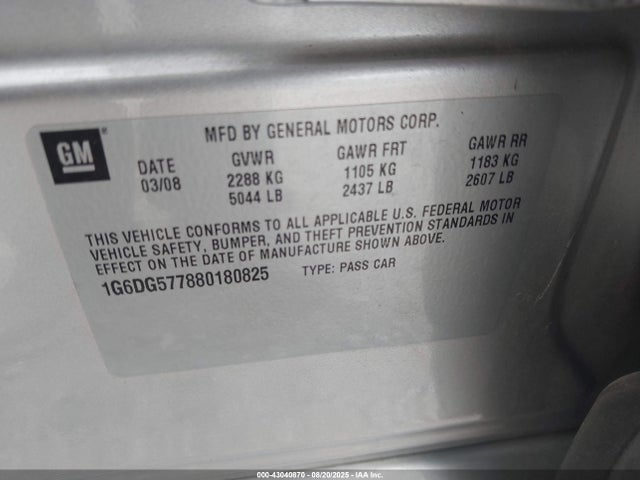 GM®
MFD BY GENERAL MOTORS CORP.
DATE GVWR GAWR FRT GAWR RR
03/08 2288 KG 1105 KG 1183 KG
5044 LB 2437 LB 2607 LB
THIS VEHICLE CONFORMS TO ALL APPLICABLE U.S. FEDERAL MOTOR
VEHICLE SAFETY, BUMPER, AND THEFT PREVENTION STANDARDS IN
EFFECT ON THE DATE OF MANUFACTURE SHOWN ABOVE.
1G6DG577880180825 TYPE: PASS CAR
000-43040870 | 08/20/2025 - IAA Inc.